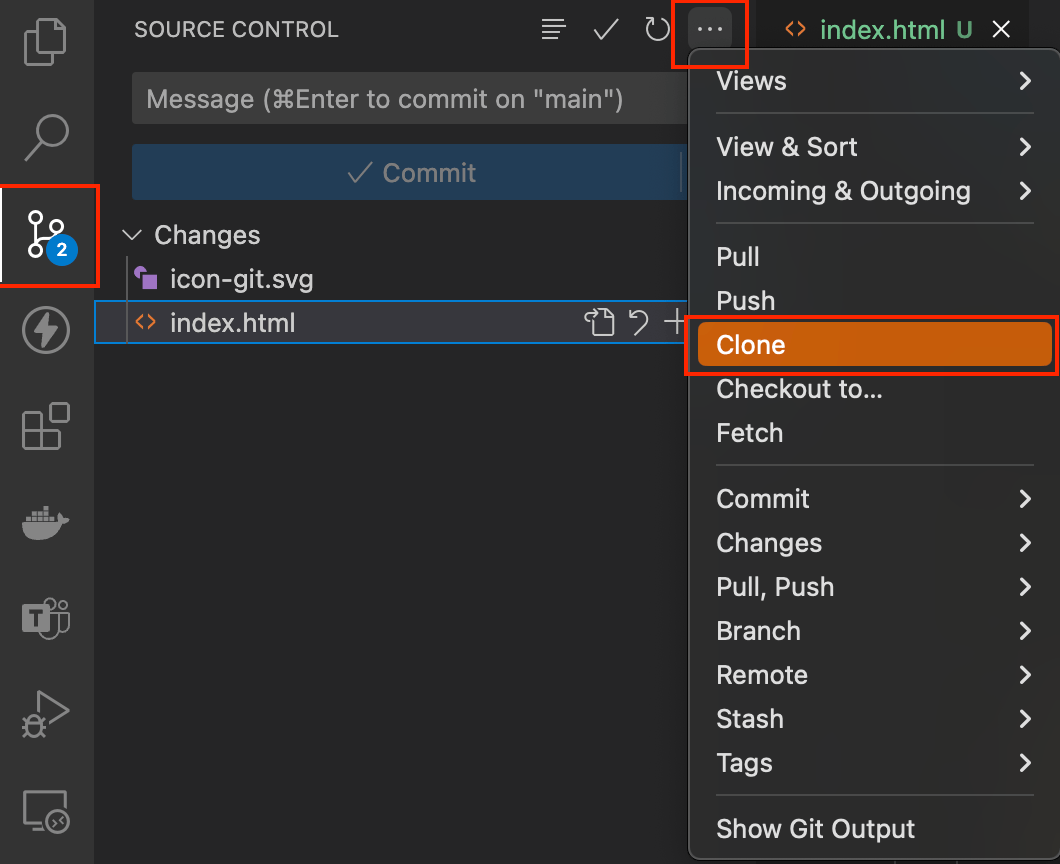 SOURCE CONTROL
index.html U
Message (⌘Enter to commit on "main")
Commit
2
Changes
icon-git.svg
index.html
T
Views
View & Sort
Incoming & Outgoing
Pull
Push
Clone
Checkout to...
Fetch
Commit
Changes
Pull, Push
Branch
Remote
Stash
Tags
Show Git Output